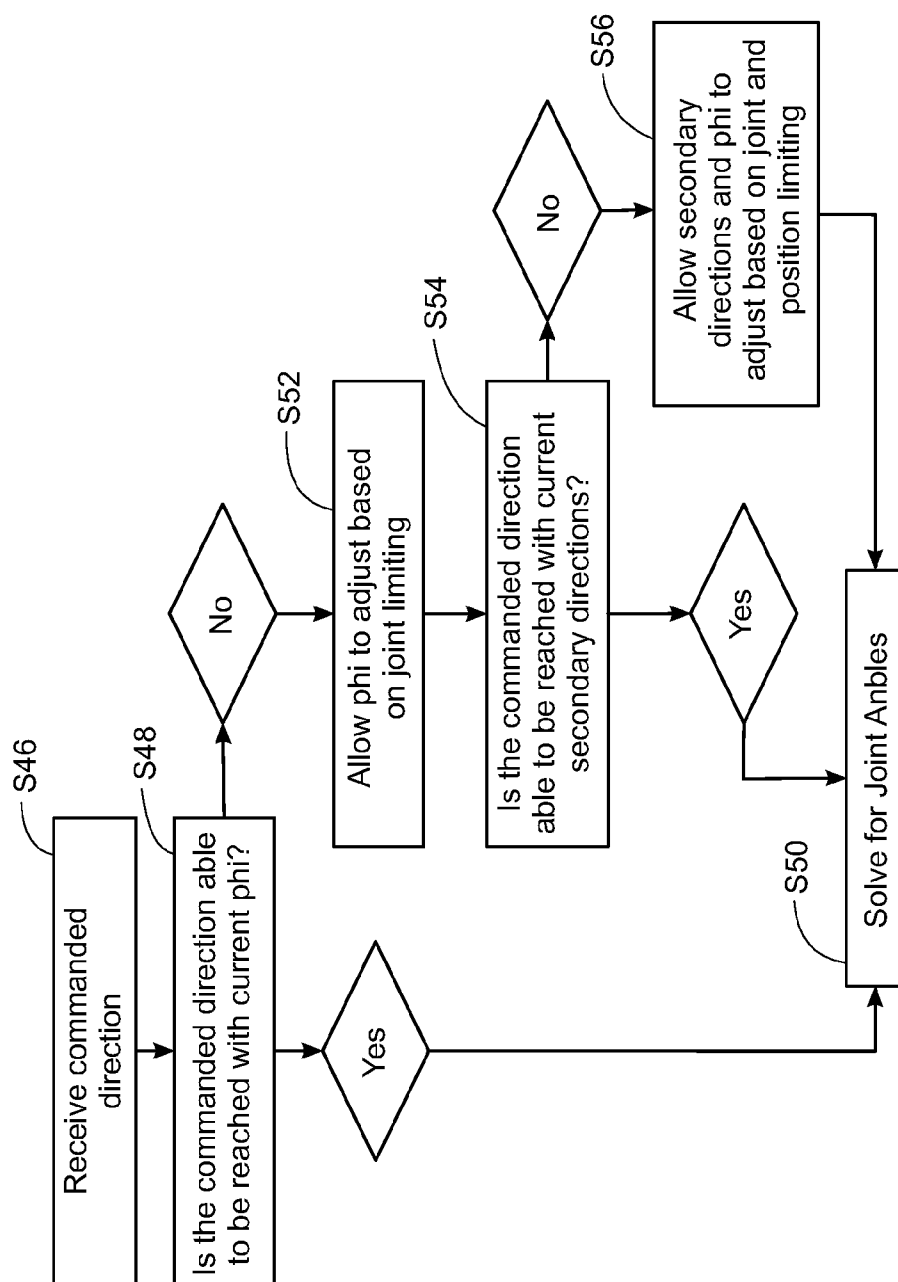 S46
Receive commanded
direction
S48
Is the commanded direction able
to be reached with current phi?
No
Yes
S52
Allow phi to adjust based
on joint limiting
S54
Is the commanded direction
able to be reached with current
secondary directions?
No
Yes
S56
Allow secondary
directions and phi to
adjust based on joint and
position limiting
S50
Solve for Joint Anbles